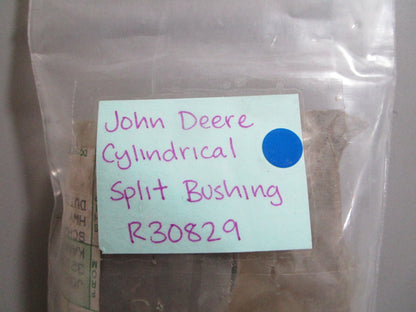 John Deere
Cylindrical
Split Bushing
R30829